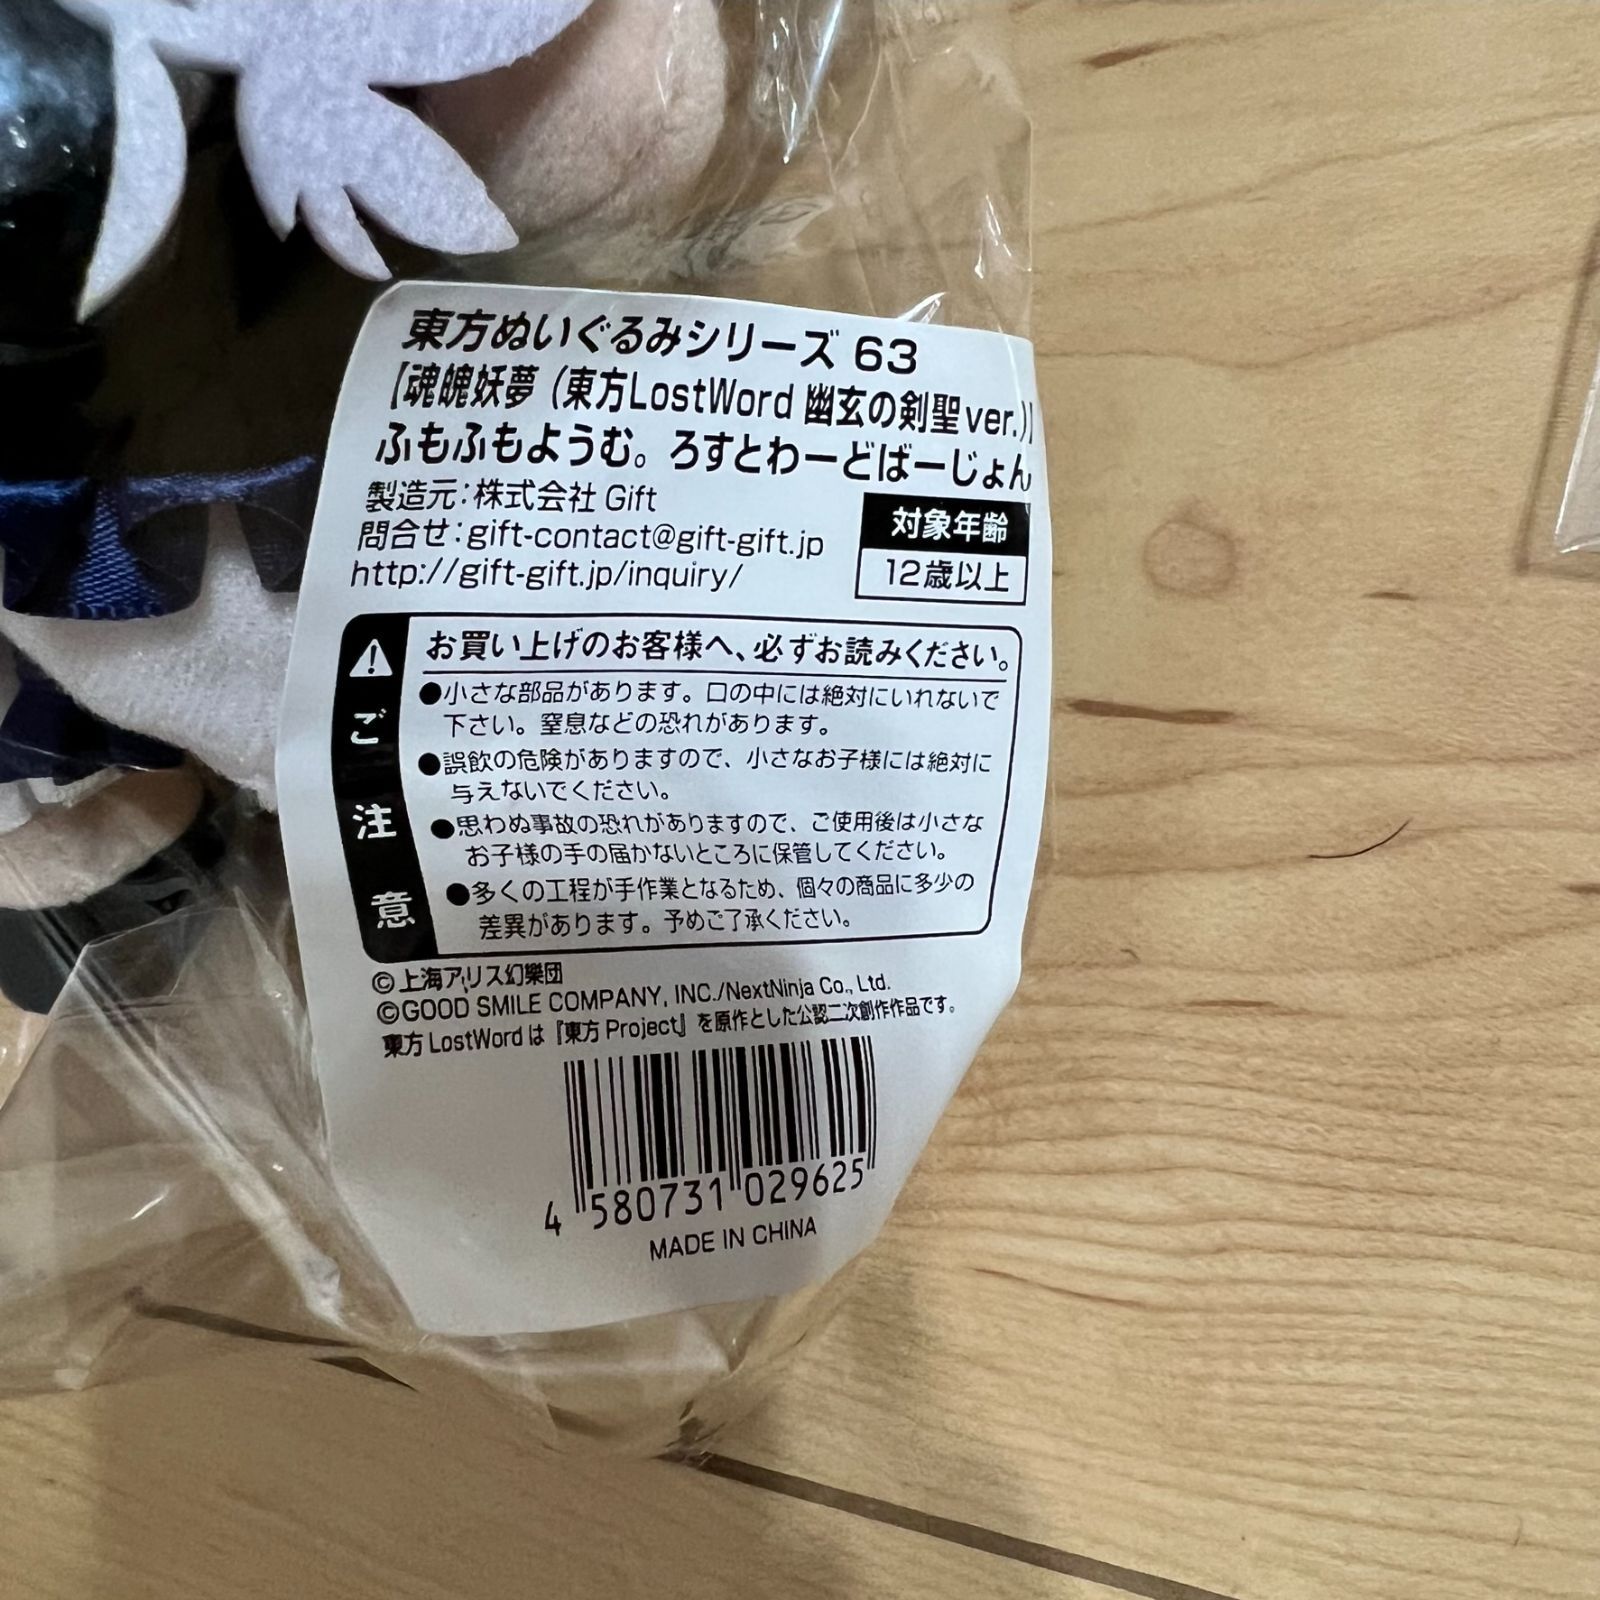 東方ぬいぐるみシリーズ 63
【魂魄妖夢 (東方LostWord 幽玄の剣聖ver.)】
ふもふもようむ。ろすとわーどばーじょん
製造元:株式会社 Gift
問合せ:gift-contact@gift-gift.jp
http://gift-gift.jp/inquiry/
対象年齢
12歳以上
ご注意
お買い上げのお客様へ、必ずお読みください。
●小さな部品があります。口の中には絶対にいれないで
下さい。窒息などの恐れがあります。
●誤飲の危険がありますので、小さなお子様には絶対に
与えないでください。
●思わぬ事故の恐れがありますので、ご使用後は小さな
お子様の手の届かないところに保管してください。
●多くの工程が手作業となるため、個々の商品に多少の
差異があります。予めご了承ください。
©上海アリス幻樂団
©GOOD SMILE COMPANY, INC./NextNinja Co., Ltd.
東方 LostWord は『東方 Project』を原作とした公認二次創作作品です。
4 580731 029625
MADE IN CHINA